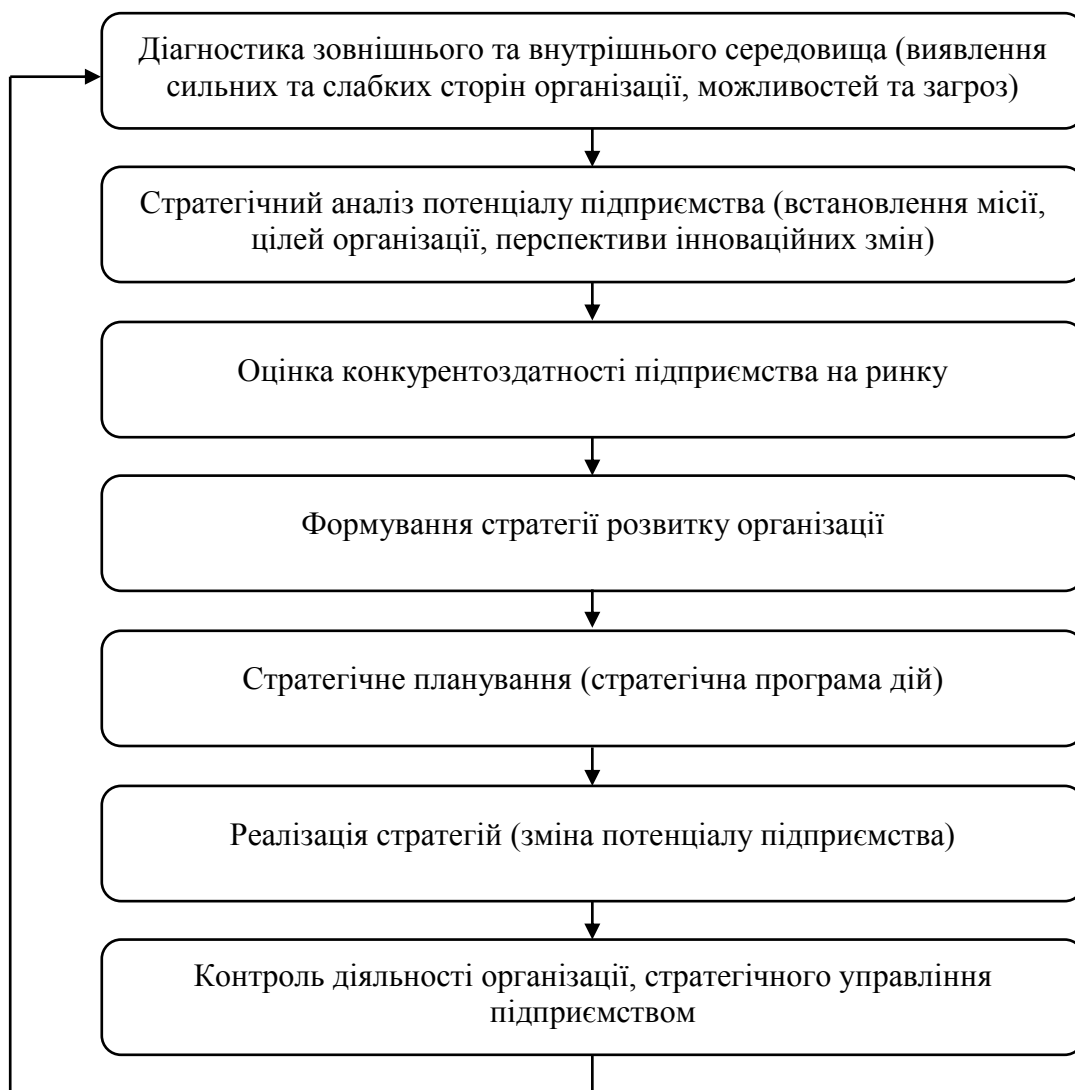 Діагностика зовнішнього та внутрішнього середовища (виявлення
сильних та слабких сторін організації, можливостей та загроз)
Стратегічний аналіз потенціалу підприємства (встановлення місії,
цілей організації, перспективи інноваційних змін)
Оцінка конкурентоздатності підприємства на ринку
Формування стратегії розвитку організації
Стратегічне планування (стратегічна програма дій)
Реалізація стратегій (зміна потенціалу підприємства)
Контроль діяльності організації, стратегічного управління
підприємством